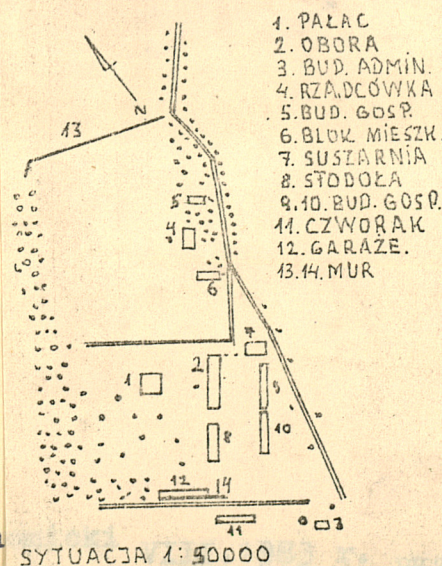 1. PAŁAC
2. OBORA
3. BUD. ADMIN.
4. RZĄDCÓWKA
5. BUD. GOSP.
6. BLOK MIESZK.
7. SUSZARNIA
8. STODOŁA
9.10. BUD. GOSP.
11. CZWORAK
12. GARAŻE.
13.14. MUR
N
13
5
4
6
7
2
1
9
8
10
12
14
11
3
SYTUACJA 1:50000